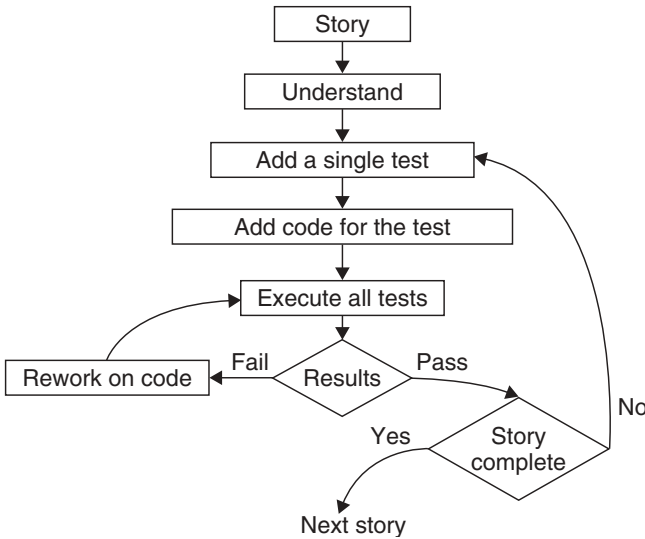 Story
Understand
Add a single test
Add code for the test
Execute all tests
Fail
Results
Pass
Rework on code
No
Yes
Story
complete
Next story